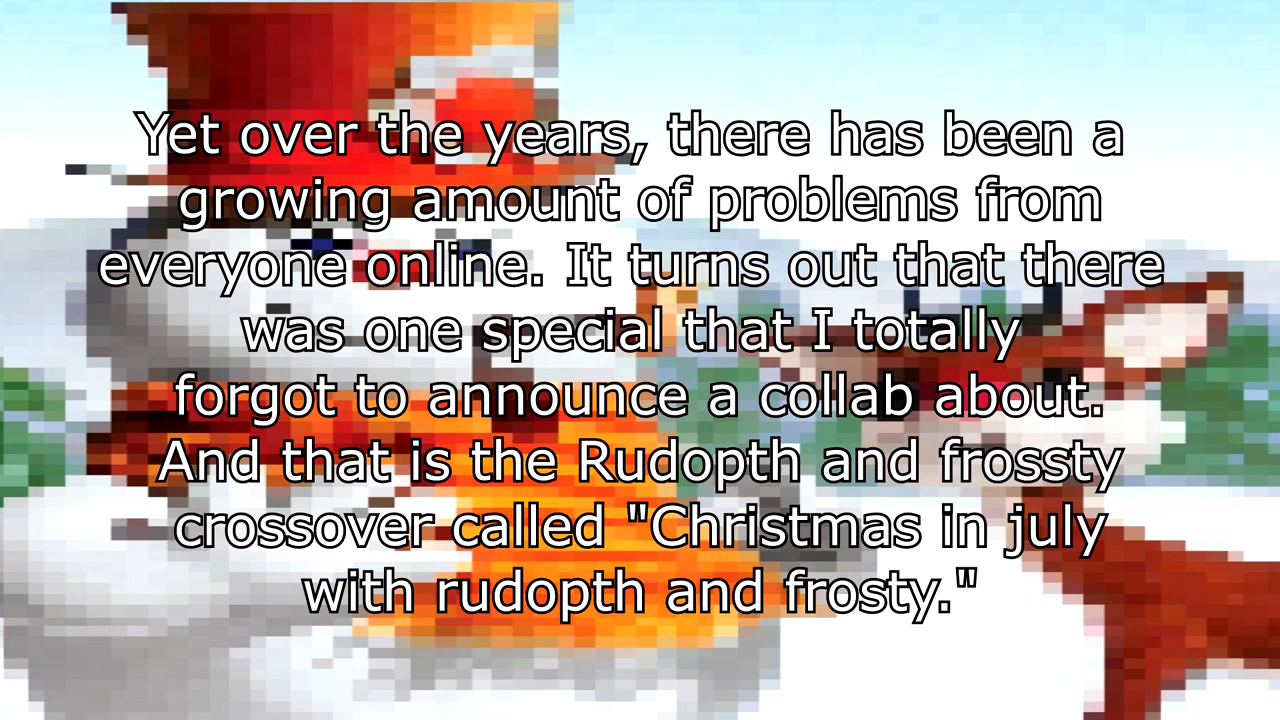 Yet over the years, there has been a
growing amount of problems from
everyone online. It turns out that there
was one special that I totally
forgot to announce a collab about.
And that is the Rudopth and frossty
crossover called "Christmas in july
with rudopth and frosty."